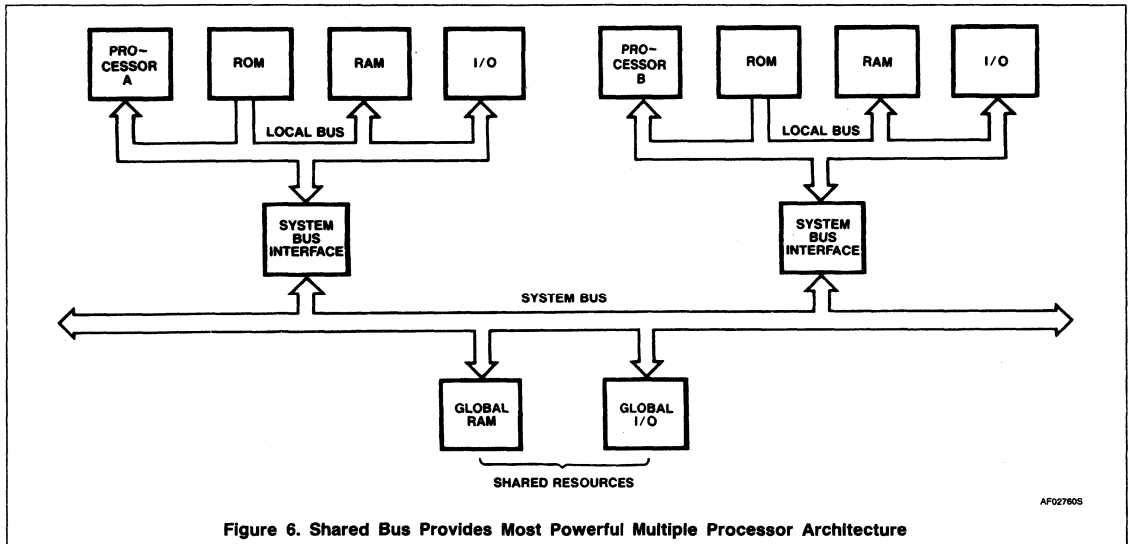 PRO-
CESSOR
A
ROM
RAM
I/O
LOCAL BUS
SYSTEM
BUS
INTERFACE
PRO-
CESSOR
B
ROM
RAM
I/O
LOCAL BUS
SYSTEM
BUS
INTERFACE
SYSTEM BUS
GLOBAL
RAM
GLOBAL
I/O
SHARED RESOURCES
AF02760S
Figure 6. Shared Bus Provides Most Powerful Multiple Processor Architecture